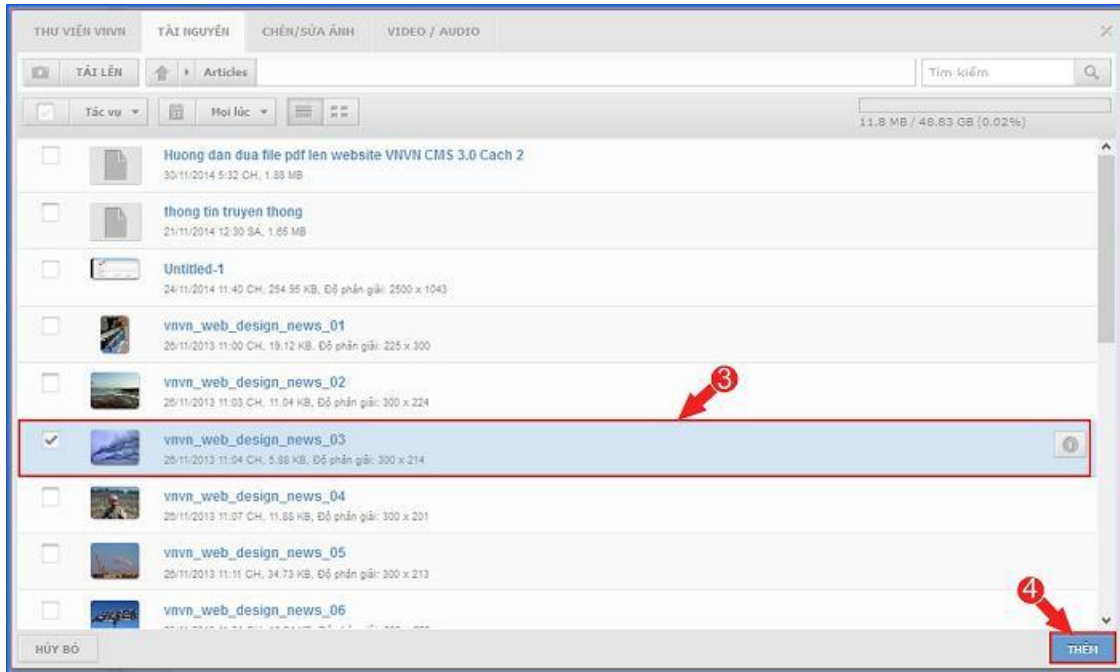 THƯ VIỆN VNVN TÀI NGUYÊN CHÈN/SỬA ẢNH VIDEO / AUDIO
TẢI LÊN Articles Tìm kiếm
Tác vụ Mọi lúc
11.8 MB / 48.83 GB (0.02%)
Huong dan dua file pdf len website VNVN CMS 3.0 Cach 2
30/11/2014 5:32 CH, 1.88 MB
thong tin truyen thong
21/11/2014 12:30 SA, 1.65 MB
Untitled-1
24/11/2014 11:40 CH, 254.95 KB, Độ phân giải: 2500 x 1043
vnvn_web_design_news_01
26/11/2013 11:00 CH, 19.12 KB, Độ phân giải: 225 x 300
vnvn_web_design_news_02
26/11/2013 11:03 CH, 11.04 KB, Độ phân giải: 300 x 224
3
vnvn_web_design_news_03
26/11/2013 11:04 CH, 5.88 KB, Độ phân giải: 300 x 214
vnvn_web_design_news_04
26/11/2013 11:07 CH, 11.88 KB, Độ phân giải: 300 x 201
vnvn_web_design_news_05
26/11/2013 11:11 CH, 34.73 KB, Độ phân giải: 300 x 213
4
vnvn_web_design_news_06
HỦY BỎ THÊM